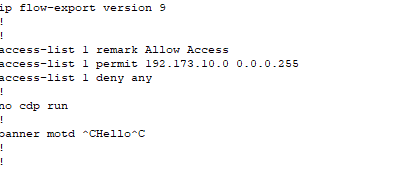 ip flow-export version 9
!
!
access-list 1 remark Allow Access
access-list 1 permit 192.173.10.0 0.0.0.255
access-list 1 deny any
!
no cdp run
!
banner motd ^CHello^C
!
!